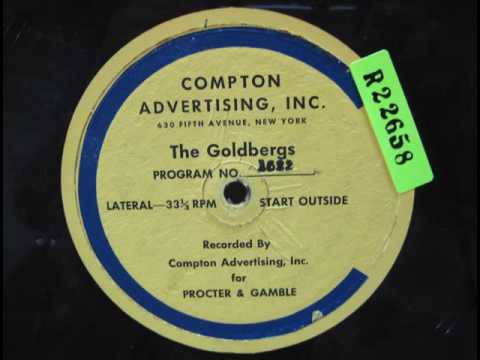 COMPTON
ADVERTISING, INC.
630 FIFTH AVENUE, NEW YORK
The Goldbergs
PROGRAM NO.
LATERAL—33⅓ RPM START OUTSIDE
Recorded By
Compton Advertising, Inc.
for
PROCTER & GAMBLE
R22658